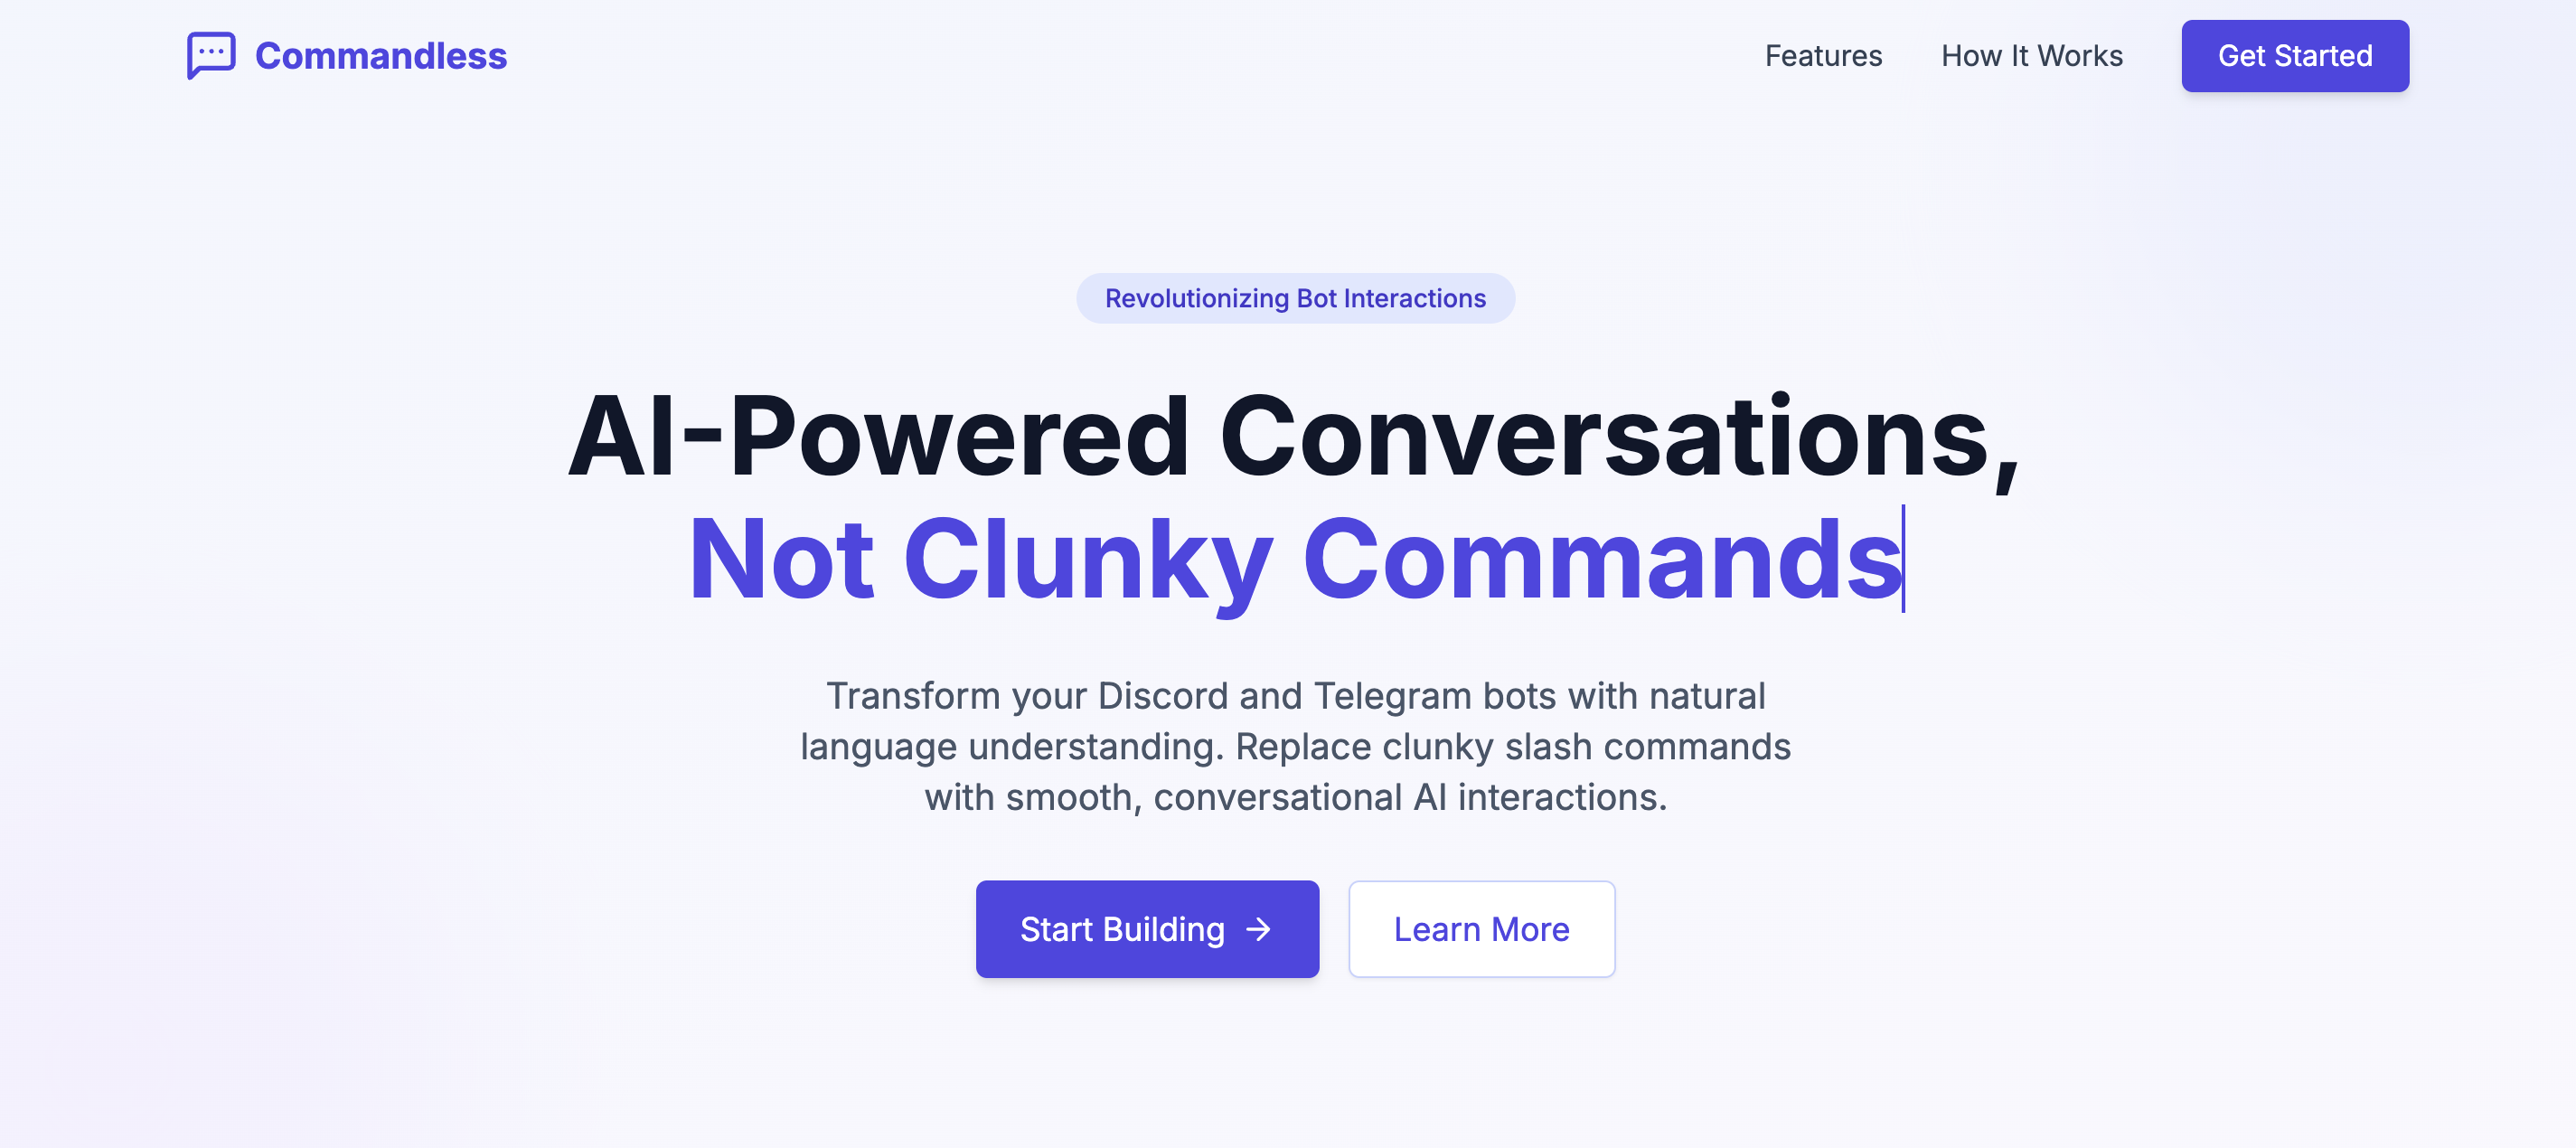 Commandless
Features
How It Works
Get Started
Revolutionizing Bot Interactions
AI-Powered Conversations,
Not Clunky Commands
Transform your Discord and Telegram bots with natural
language understanding. Replace clunky slash commands
with smooth, conversational AI interactions.
Start Building →
Learn More